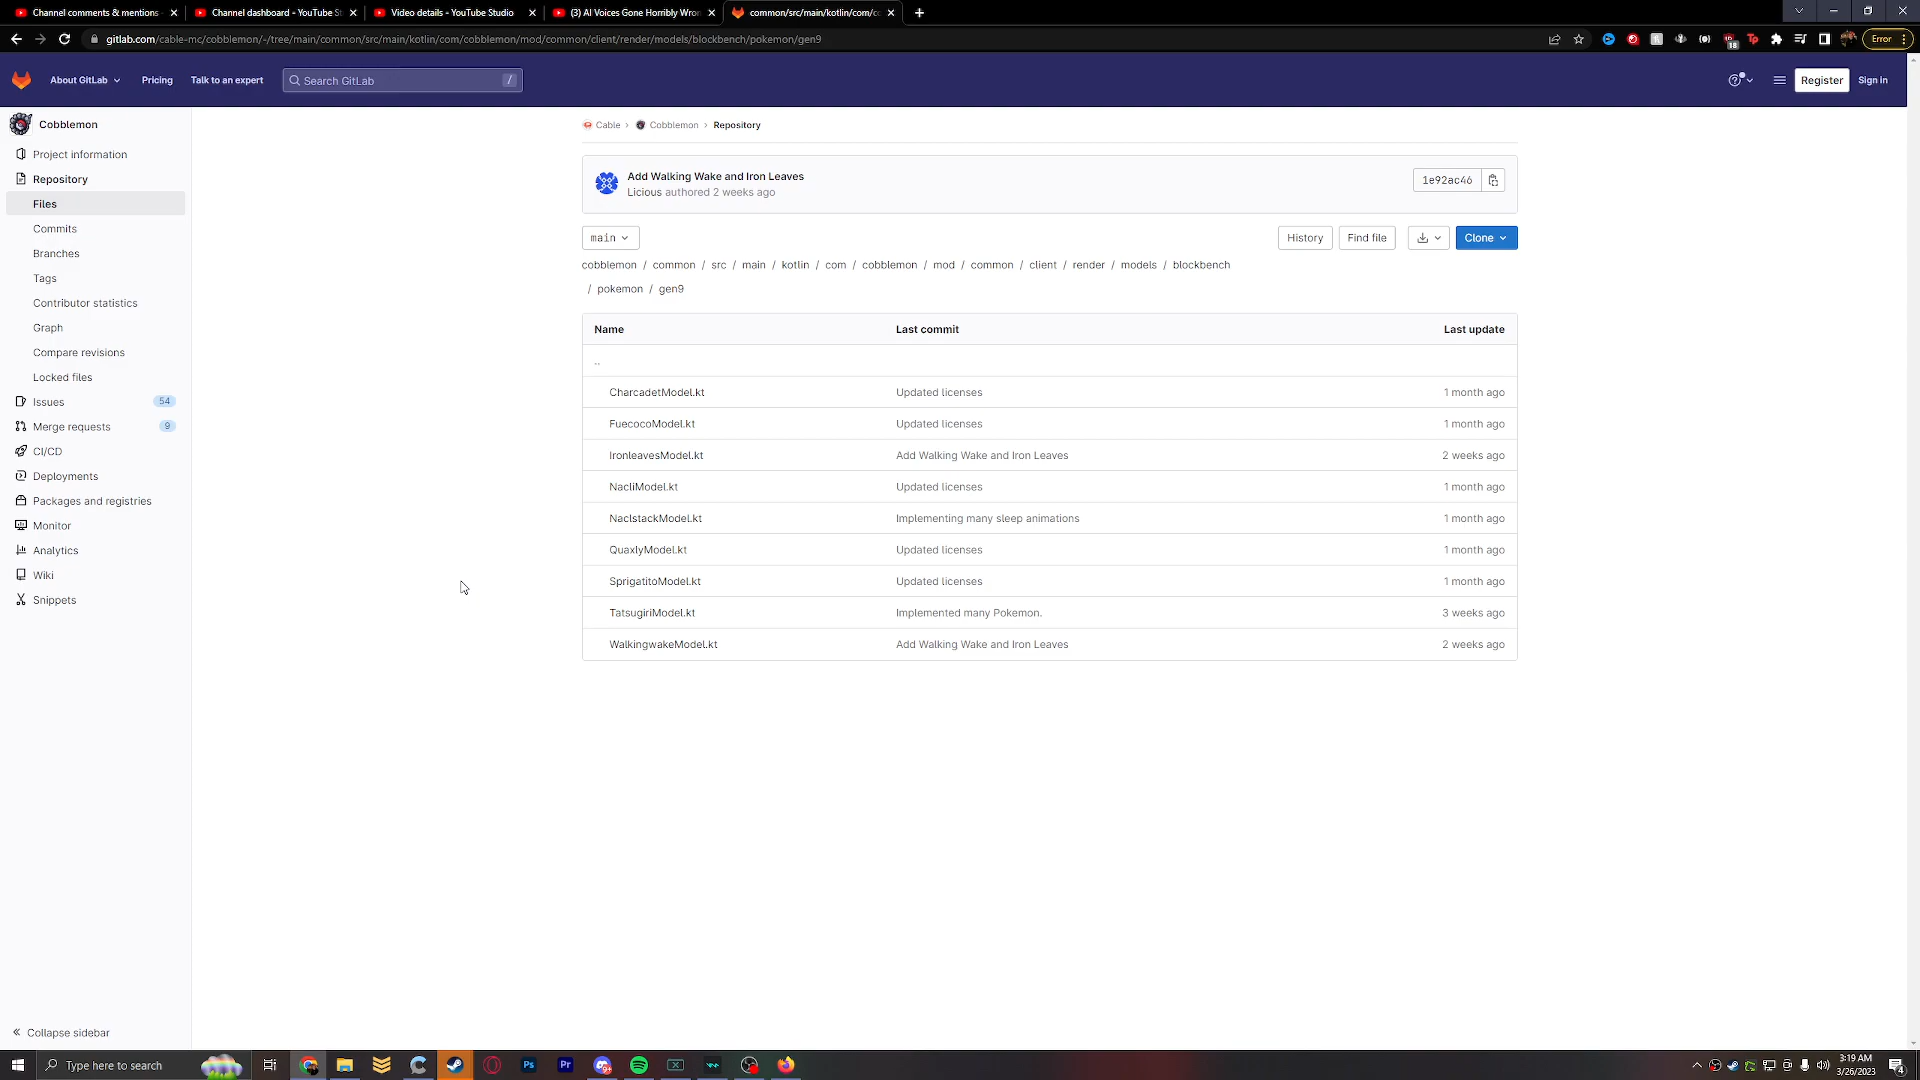 Channel comments & mentions -
Channel dashboard - YouTube S
Video details - YouTube Studio
(3) AI Voices Gone Horribly Wron
common/src/main/kotlin/com/co
gitlab.com/cable-mc/cobblemon/-/tree/main/common/src/main/kotlin/com/cobblemon/mod/common/client/render/models/blockbench/pokemon/gen9
18
Error
About GitLab
Pricing
Talk to an expert
Search GitLab
/
Register
Sign in
Cobblemon
Project information
Repository
Files
Commits
Branches
Tags
Contributor statistics
Graph
Compare revisions
Locked files
Issues 54
Merge requests 9
CI/CD
Deployments
Packages and registries
Monitor
Analytics
Wiki
Snippets
Collapse sidebar
Cable › Cobblemon › Repository
Add Walking Wake and Iron Leaves
Licious authored 2 weeks ago
1e92ac46
main
History
Find file
Clone
cobblemon / common / src / main / kotlin / com / cobblemon / mod / common / client / render / models / blockbench
/ pokemon / gen9
Name Last commit Last update
..
CharcadetModel.kt Updated licenses 1 month ago
FuecocoModel.kt Updated licenses 1 month ago
IronleavesModel.kt Add Walking Wake and Iron Leaves 2 weeks ago
NacliModel.kt Updated licenses 1 month ago
NaclstackModel.kt Implementing many sleep animations 1 month ago
QuaxlyModel.kt Updated licenses 1 month ago
SprigatitoModel.kt Updated licenses 1 month ago
TatsugiriModel.kt Implemented many Pokemon. 3 weeks ago
WalkingwakeModel.kt Add Walking Wake and Iron Leaves 2 weeks ago
Type here to search
Ps
Pr
3:19 AM
3/26/2023
4